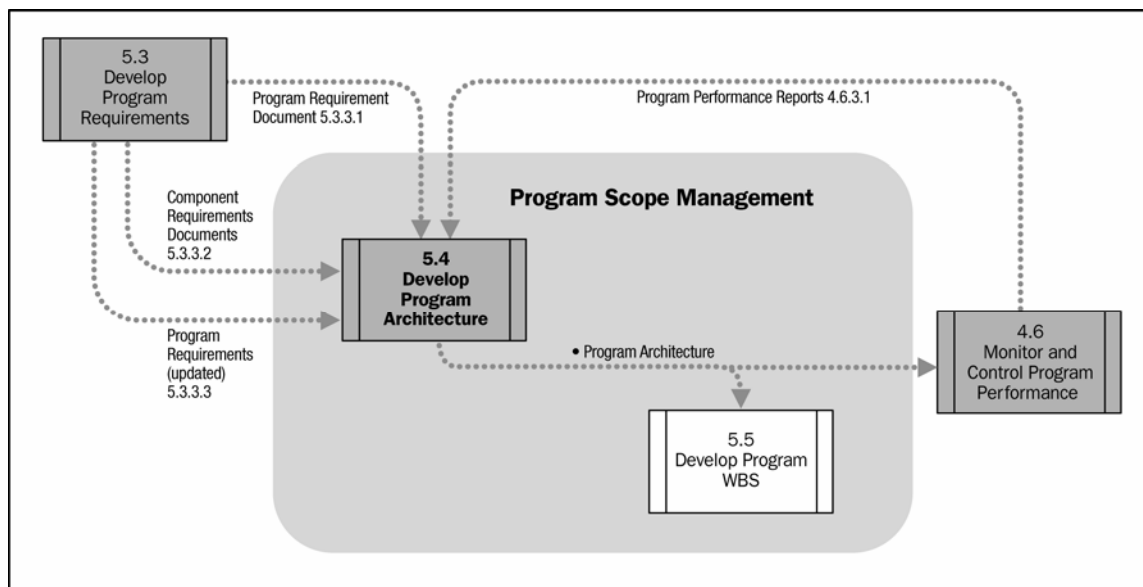 5.3
Develop
Program
Requirements
Program Requirement
Document 5.3.3.1
Program Performance Reports 4.6.3.1
Component
Requirements
Documents
5.3.3.2
Program Scope Management
5.4
Develop
Program
Architecture
Program
Requirements
(updated)
5.3.3.3
• Program Architecture
4.6
Monitor and
Control Program
Performance
5.5
Develop Program
WBS